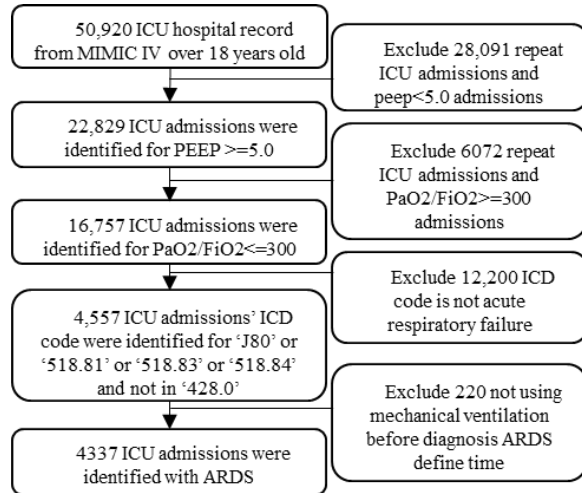 50,920 ICU hospital record
from MIMIC IV over 18 years old
Exclude 28,091 repeat
ICU admissions and
peep<5.0 admissions
22,829 ICU admissions were
identified for PEEP >=5.0
Exclude 6072 repeat
ICU admissions and
PaO2/FiO2>=300
admissions
16,757 ICU admissions were
identified for PaO2/FiO2<=300
Exclude 12,200 ICD
code is not acute
respiratory failure
4,557 ICU admissions’ ICD
code were identified for ‘J80’ or
‘518.81’ or ‘518.83’ or ‘518.84’
and not in ‘428.0’
Exclude 220 not using
mechanical ventilation
before diagnosis ARDS
define time
4337 ICU admissions were
identified with ARDS